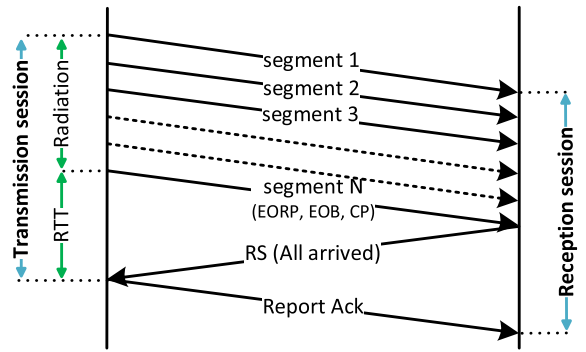 Transmission session
Radiation
RTT
segment 1
segment 2
segment 3
segment N
(EORP, EOB, CP)
RS (All arrived)
Report Ack
Reception session